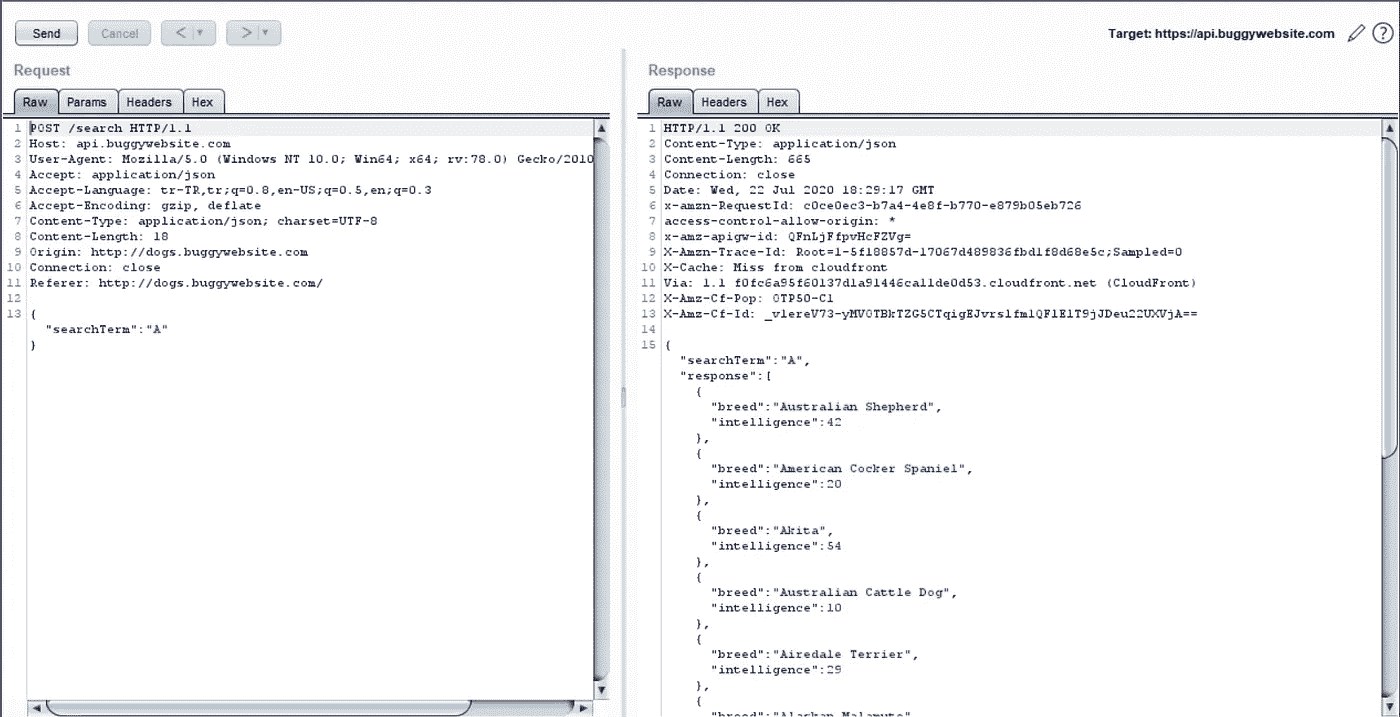 Send Cancel < > Target: https://api.buggywebsite.com ?
Request
Raw Params Headers Hex
1 POST /search HTTP/1.1
2 Host: api.buggywebsite.com
3 User-Agent: Mozilla/5.0 (Windows NT 10.0; Win64; x64; rv:78.0) Gecko/2010
4 Accept: application/json
5 Accept-Language: tr-TR,tr;q=0.8,en-US;q=0.5,en;q=0.3
6 Accept-Encoding: gzip, deflate
7 Content-Type: application/json; charset=UTF-8
8 Content-Length: 18
9 Origin: http://dogs.buggywebsite.com
10 Connection: close
11 Referer: http://dogs.buggywebsite.com/
12
13 {
"searchTerm":"A"
}
Response
Raw Headers Hex
1 HTTP/1.1 200 OK
2 Content-Type: application/json
3 Content-Length: 665
4 Connection: close
5 Date: Wed, 22 Jul 2020 18:29:17 GMT
6 x-amzn-RequestId: c0ce0ec3-b7a4-4e8f-b770-e879b05eb726
7 access-control-allow-origin: *
8 x-amz-apigw-id: QFnLjFfpvHcFZVg=
9 X-Amzn-Trace-Id: Root=1-5f18857d-17067d489836fbd1f8d68e5c;Sampled=0
10 X-Cache: Miss from cloudfront
11 Via: 1.1 f0fc6a95f60137d1a91446ca11de0d53.cloudfront.net (CloudFront)
12 X-Amz-Cf-Pop: OTP50-C1
13 X-Amz-Cf-Id:
14
15 {
"searchTerm":"A",
"response":[
{
"breed":"Australian Shepherd",
"intelligence":42
},
{
"breed":"American Cocker Spaniel",
"intelligence":20
},
{
"breed":"Akita",
"intelligence":54
},
{
"breed":"Australian Cattle Dog",
"intelligence":10
},
{
"breed":"Airedale Terrier",
"intelligence":29
},
{
"breed":"Alaskan Malamute",